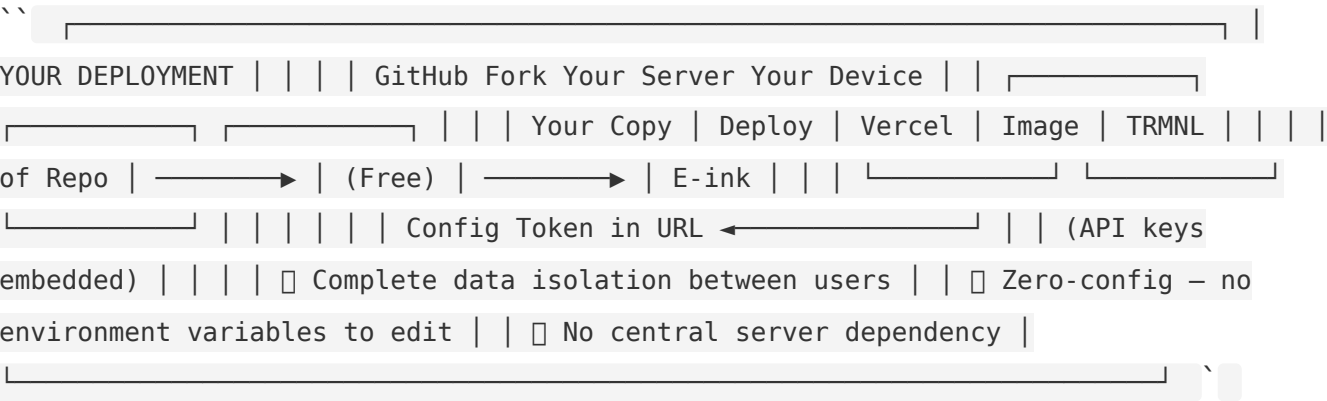 `` ┌─────────────────────────────────────────────────────────────────┐ │
YOUR DEPLOYMENT │ │ │ │ GitHub Fork Your Server Your Device │ │ ┌──────────┐
┌──────────┐ ┌──────────┐ │ │ │ Your Copy │ Deploy │ Vercel │ Image │ TRMNL │ │ │ │
of Repo │ ───────▶ │ (Free) │ ───────▶ │ E-ink │ │ │ └──────────┘ └──────────┘
└──────────┘ │ │ │ │ │ │ Config Token in URL ◄─────────────┘ │ │ (API keys
embedded) │ │ │ │ ▯ Complete data isolation between users │ │ ▯ Zero-config — no
environment variables to edit │ │ ▯ No central server dependency │
└─────────────────────────────────────────────────────────────────┘ `